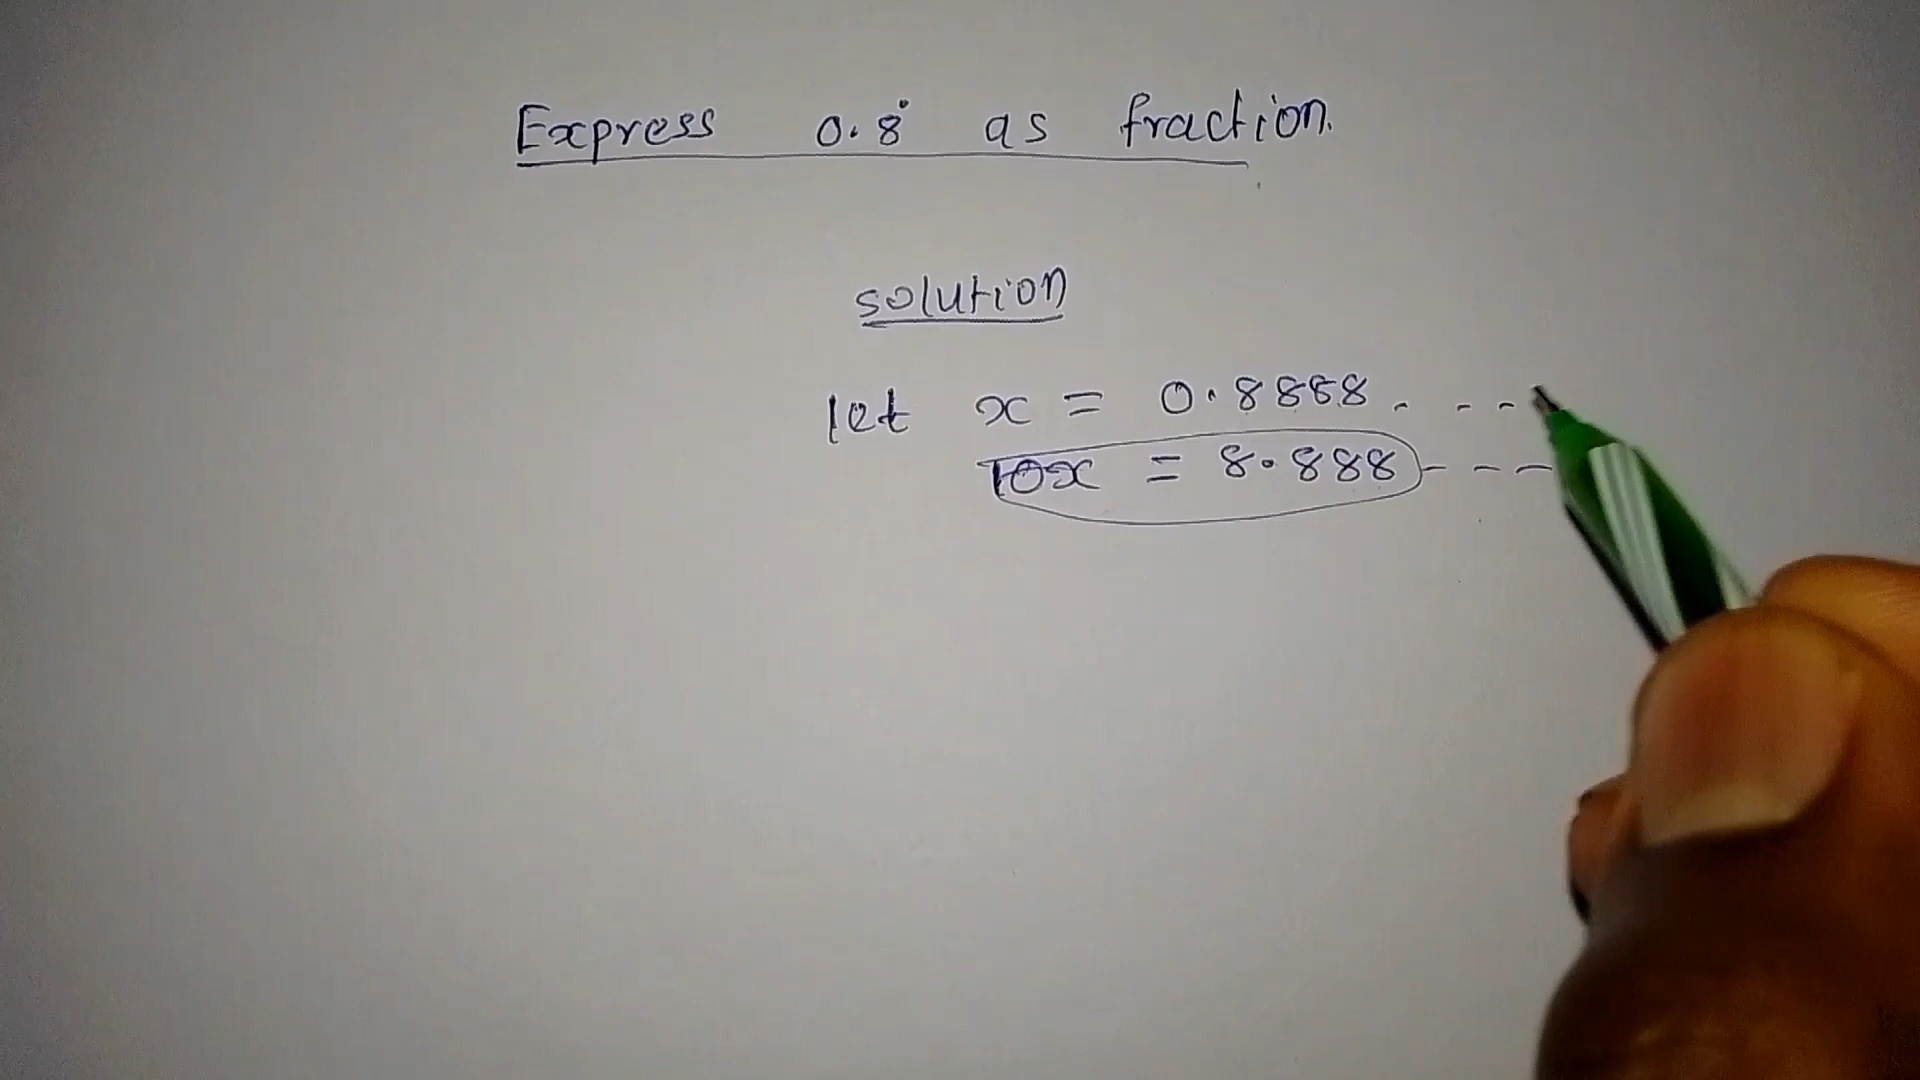 Express 0.8̇ as fraction.
solution
let x = 0.8888. - - -
10x = 8.888 - - -